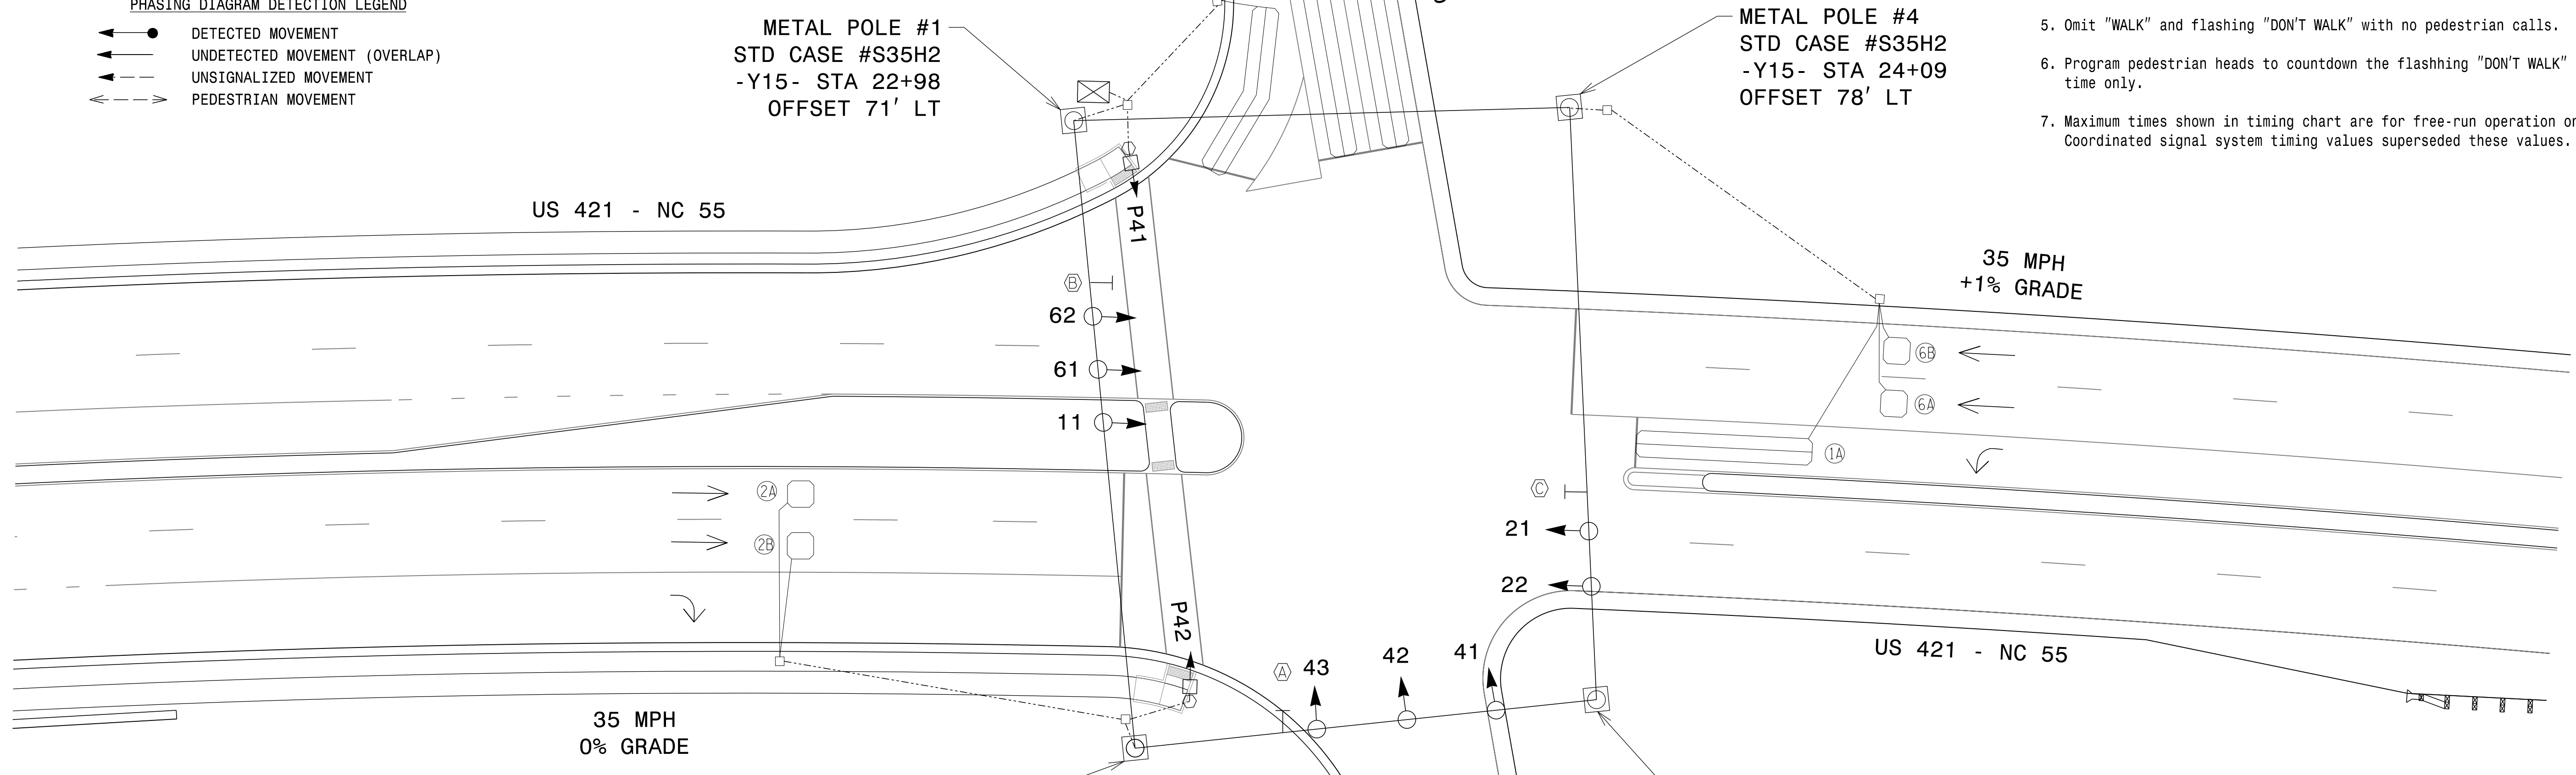 PHASING DIAGRAM DETECTION LEGEND
DETECTED MOVEMENT
UNDETECTED MOVEMENT (OVERLAP)
UNSIGNALIZED MOVEMENT
PEDESTRIAN MOVEMENT
METAL POLE #1
STD CASE #S35H2
-Y15- STA 22+98
OFFSET 71' LT
METAL POLE #4
STD CASE #S35H2
-Y15- STA 24+09
OFFSET 78' LT
5. Omit "WALK" and flashing "DON'T WALK" with no pedestrian calls.
6. Program pedestrian heads to countdown the flashhing "DON'T WALK"
time only.
7. Maximum times shown in timing chart are for free-run operation
Coordinated signal system timing values superseded these values.
US 421 - NC 55
P41
35 MPH
+1% GRADE
B
62
61
11
6B
6A
1A
2A
2B
C
21
22
P42
A
43
42
41
US 421 - NC 55
35 MPH
0% GRADE